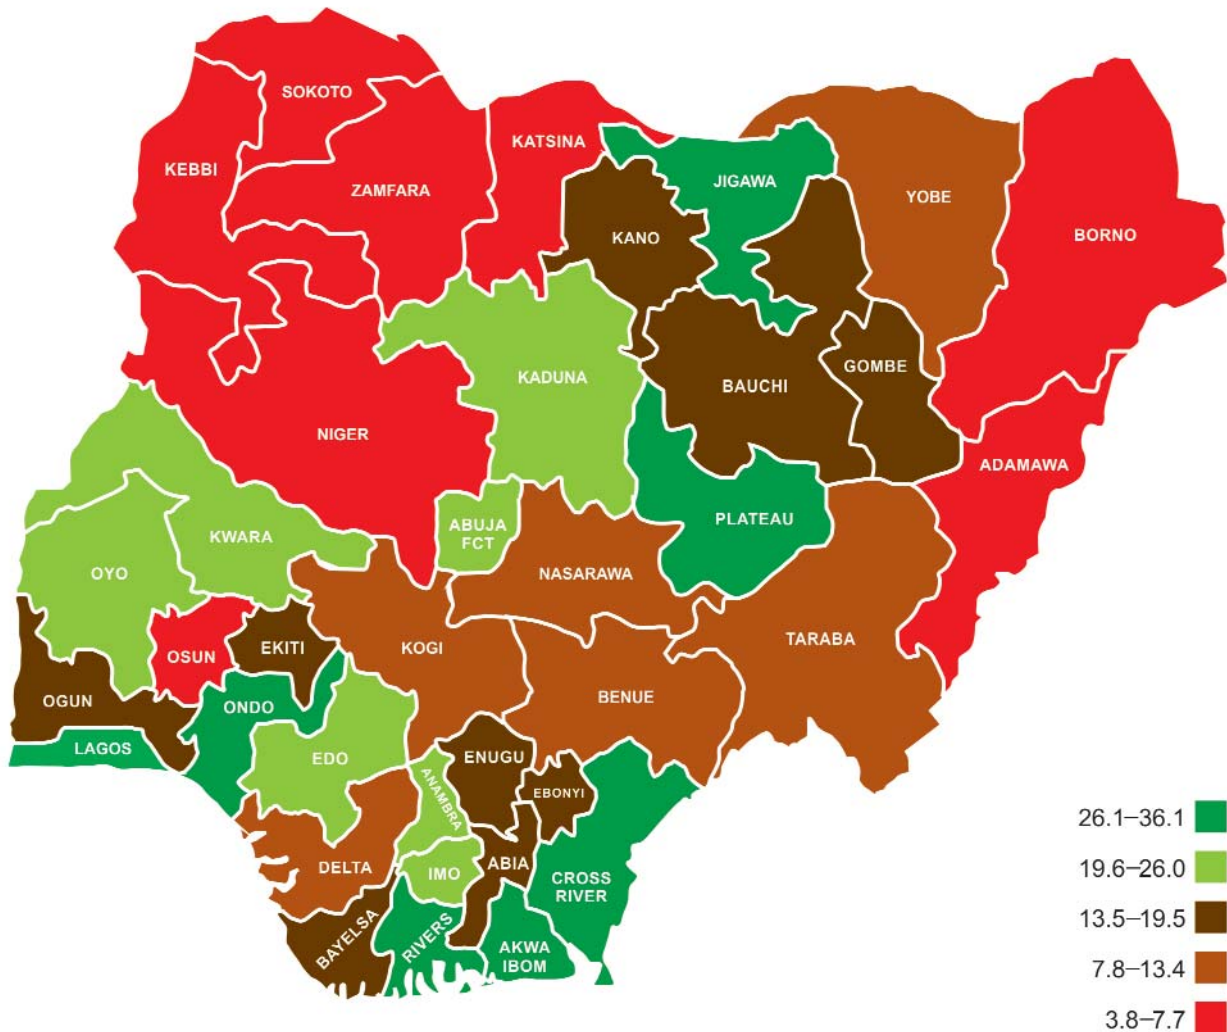 SOKOTO
KEBBI
ZAMFARA
KATSINA
JIGAWA
YOBE
BORNO
KANO
KADUNA
BAUCHI
GOMBE
NIGER
ADAMAWA
PLATEAU
ABUJA
FCT
KWARA
OYO
NASARAWA
TARABA
OSUN
EKITI
KOGI
BENUE
OGUN
ONDO
LAGOS
EDO
ENUGU
ANAMBRA
EBONYI
DELTA
IMO
ABIA
CROSS
RIVER
BAYELSA
RIVERS
AKWA
IBOM
26.1–36.1
19.6–26.0
13.5–19.5
7.8–13.4
3.8–7.7